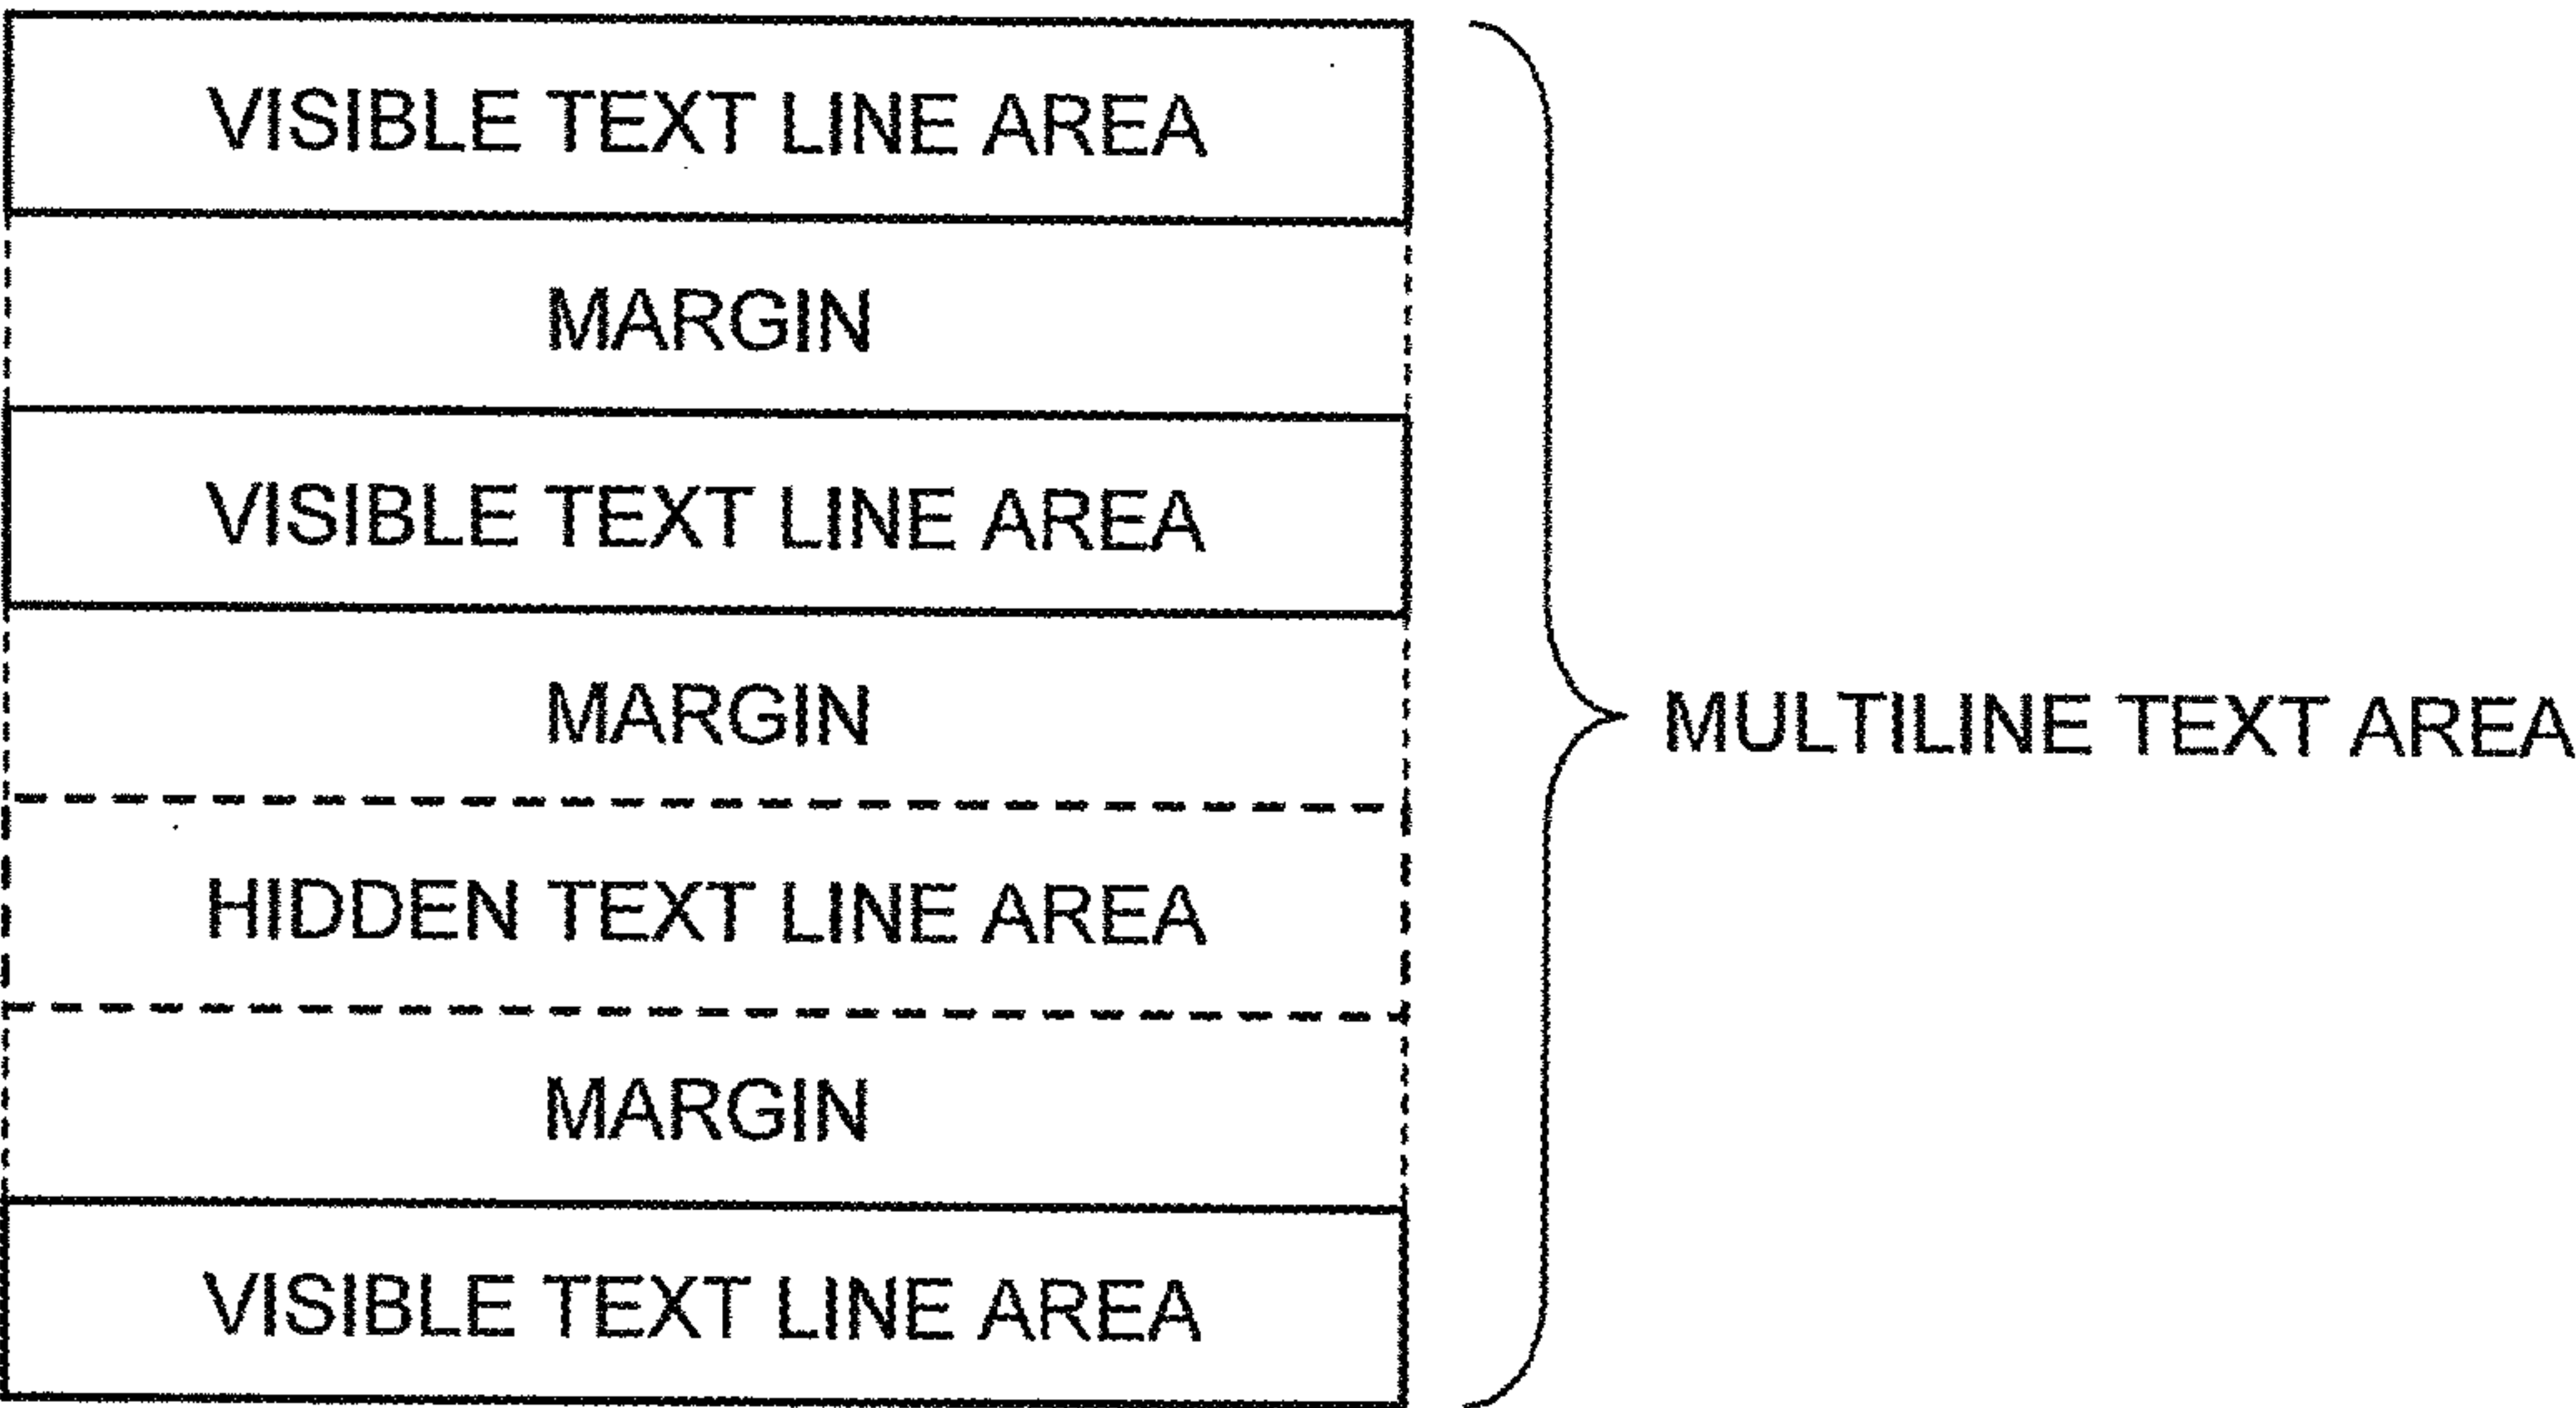 VISIBLE TEXT LINE AREA
MARGIN
VISIBLE TEXT LINE AREA
MARGIN
MULTILINE TEXT AREA
HIDDEN TEXT LINE AREA
MARGIN
VISIBLE TEXT LINE AREA